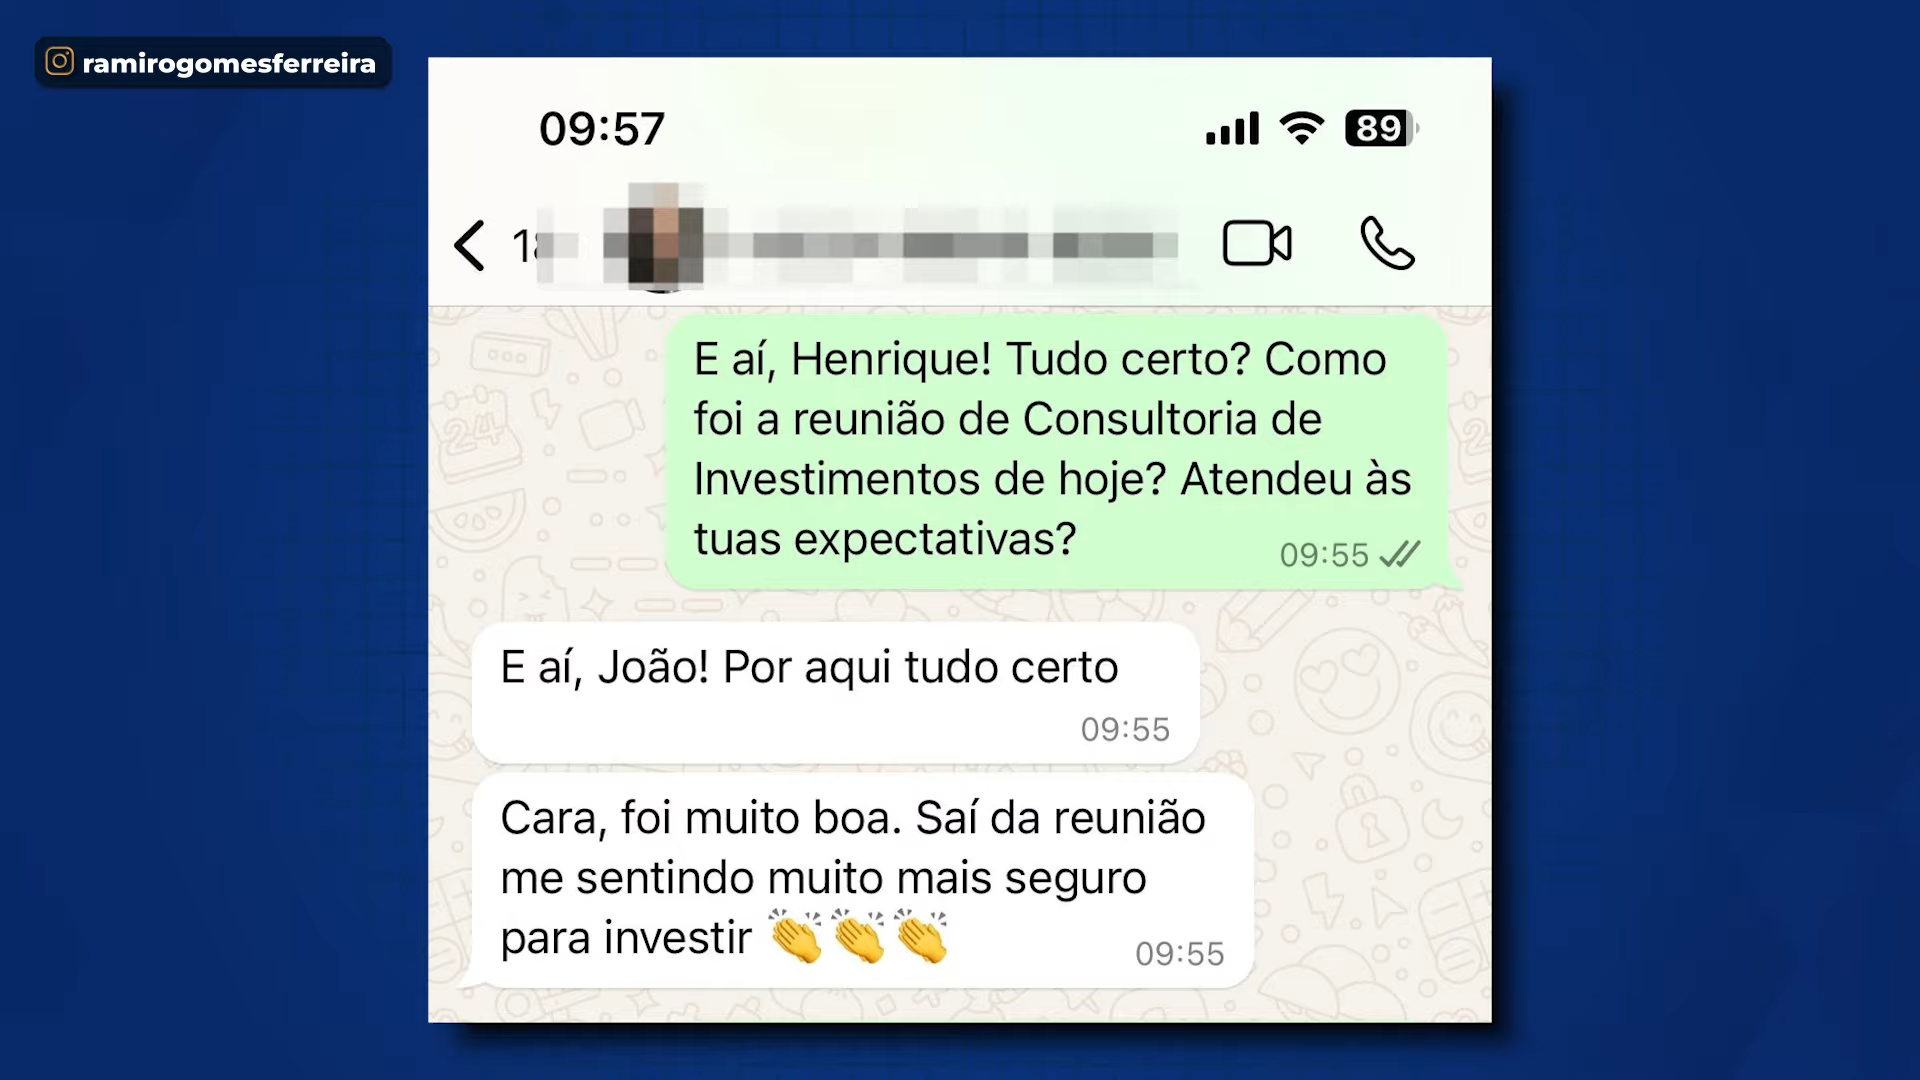 ramirogomesferreira
09:57
89
E aí, Henrique! Tudo certo? Como
foi a reunião de Consultoria de
Investimentos de hoje? Atendeu às
tuas expectativas?
09:55
E aí, João! Por aqui tudo certo
09:55
Cara, foi muito boa. Saí da reunião
me sentindo muito mais seguro
para investir 👏👏👏
09:55